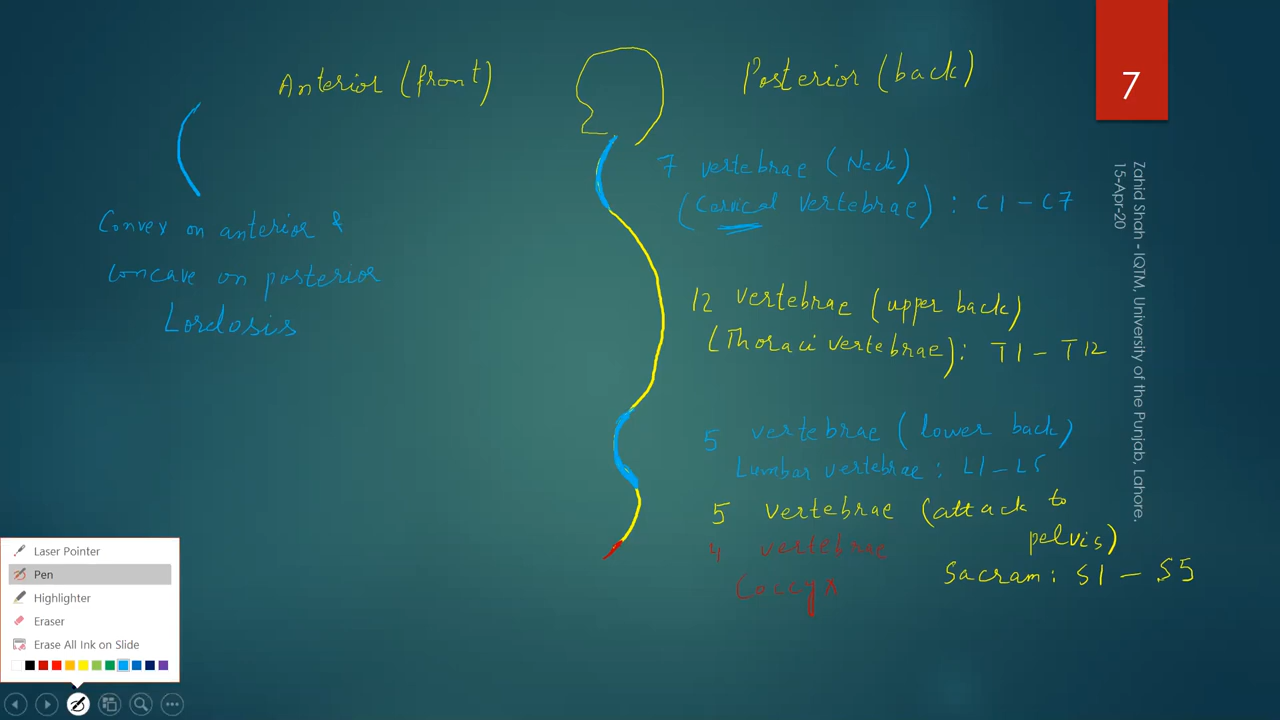 Anterior (front)
Posterior (back)
7
7 vertebrae (Neck)
(Cervical vertebrae) : C1 – C7
Convex on anterior &
concave on posterior
Lordosis
12 vertebrae (upper back)
(Thoraci vertebrae) : T1 – T12
5 vertebrae (lower back)
Lumbar vertebrae : L1 – L5
5 vertebrae (attack to
pelvis)
Sacram : S1 – S5
4 vertebrae
Coccyx
Zahid Shah - IQTM, University of the Punjab, Lahore.
15-Apr-20
Laser Pointer
Pen
Highlighter
Eraser
Erase All Ink on Slide